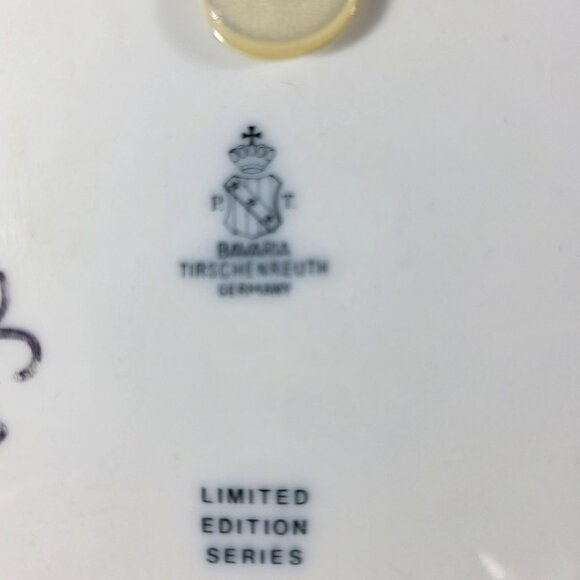 P. T.
BAVARIA
TIRSCHENREUTH
GERMANY
LIMITED
EDITION
SERIES